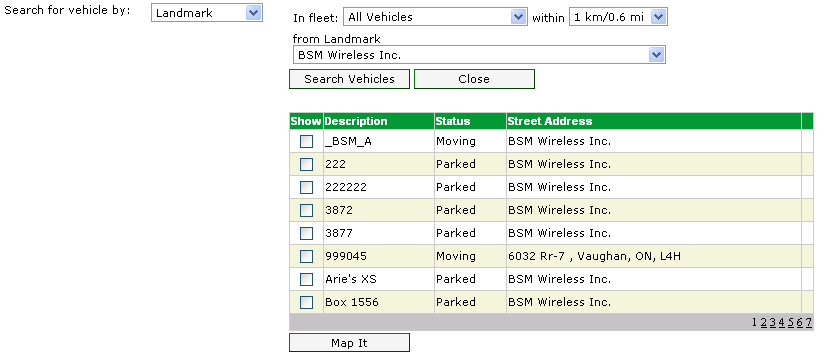 Search for vehicle by: Landmark
In fleet: All Vehicles within 1 km/0.6 mi
from Landmark
BSM Wireless Inc.
Search Vehicles Close
Show Description Status Street Address
_BSM_A Moving BSM Wireless Inc.
222 Parked BSM Wireless Inc.
222222 Parked BSM Wireless Inc.
3872 Parked BSM Wireless Inc.
3877 Parked BSM Wireless Inc.
999045 Moving 6032 Rr-7 , Vaughan, ON, L4H
Arie's XS Parked BSM Wireless Inc.
Box 1556 Parked BSM Wireless Inc.
1 2 3 4 5 6 7
Map It